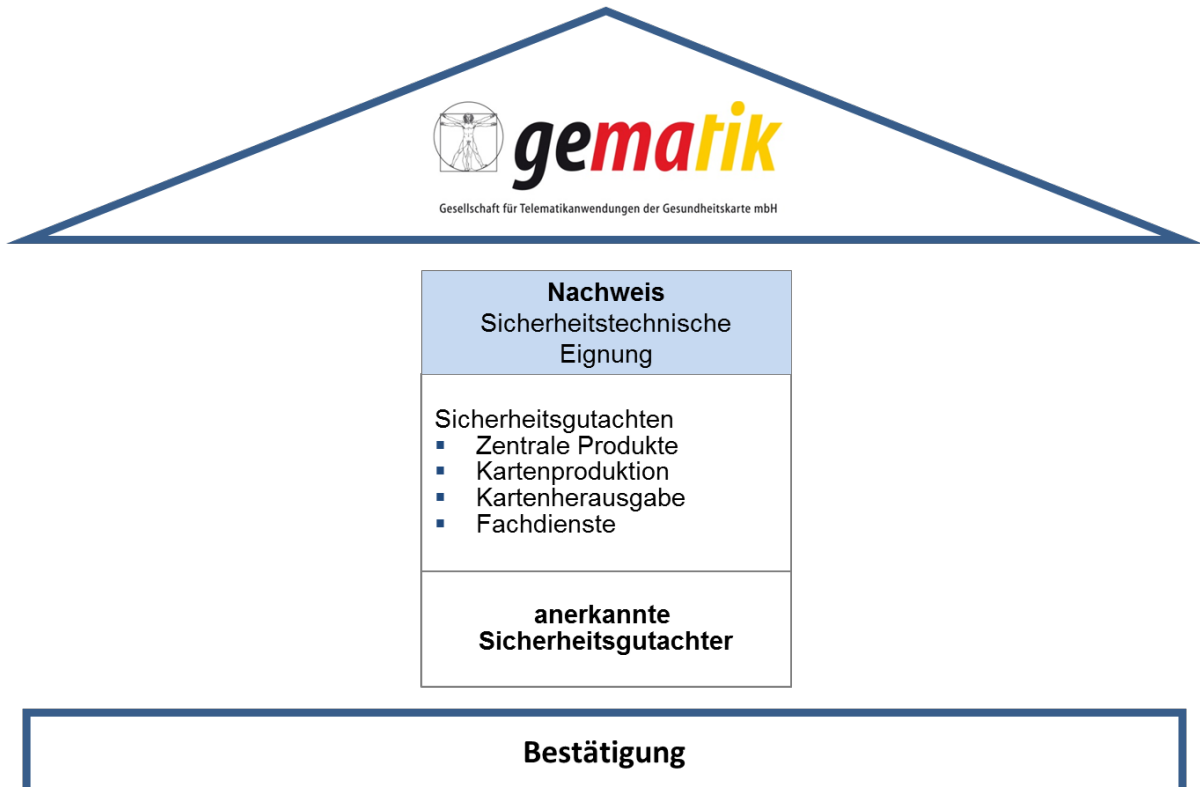 gematik
Gesellschaft für Telematikanwendungen der Gesundheitskarte mbH
Nachweis
Sicherheitstechnische
Eignung
Sicherheitsgutachten
▪ Zentrale Produkte
▪ Kartenproduktion
▪ Kartenherausgabe
▪ Fachdienste
anerkannte
Sicherheitsgutachter
Bestätigung